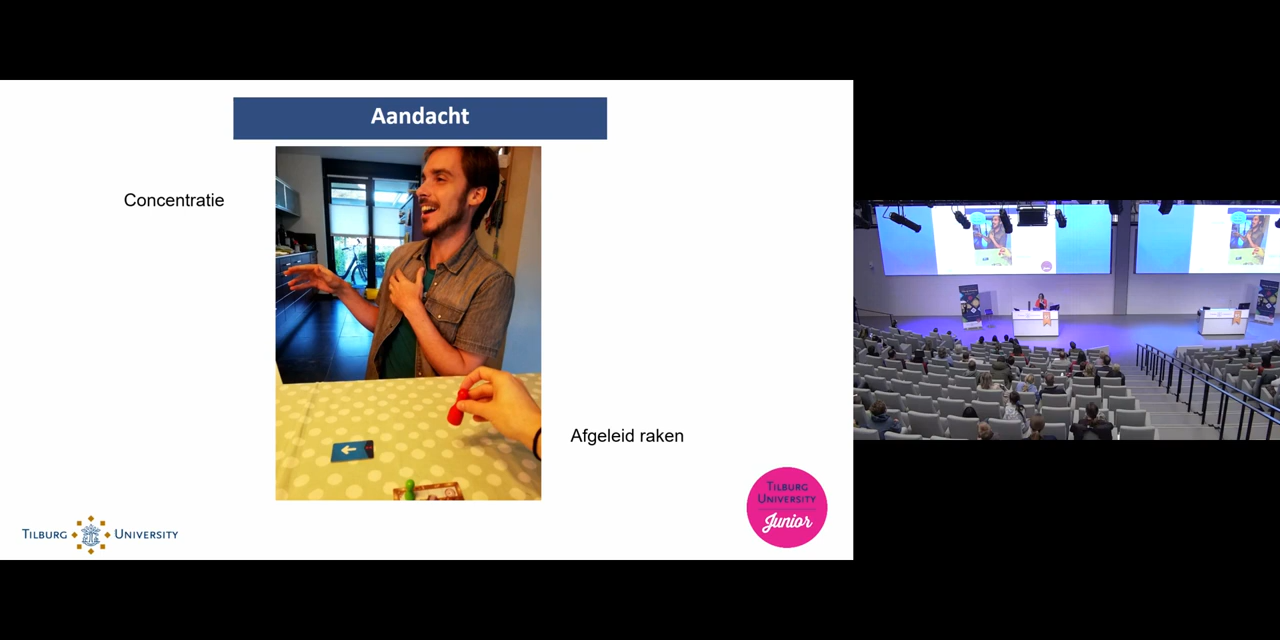 Aandacht
Concentratie
Afgeleid raken
TILBURG
UNIVERSITY
Junior
TILBURG UNIVERSITY